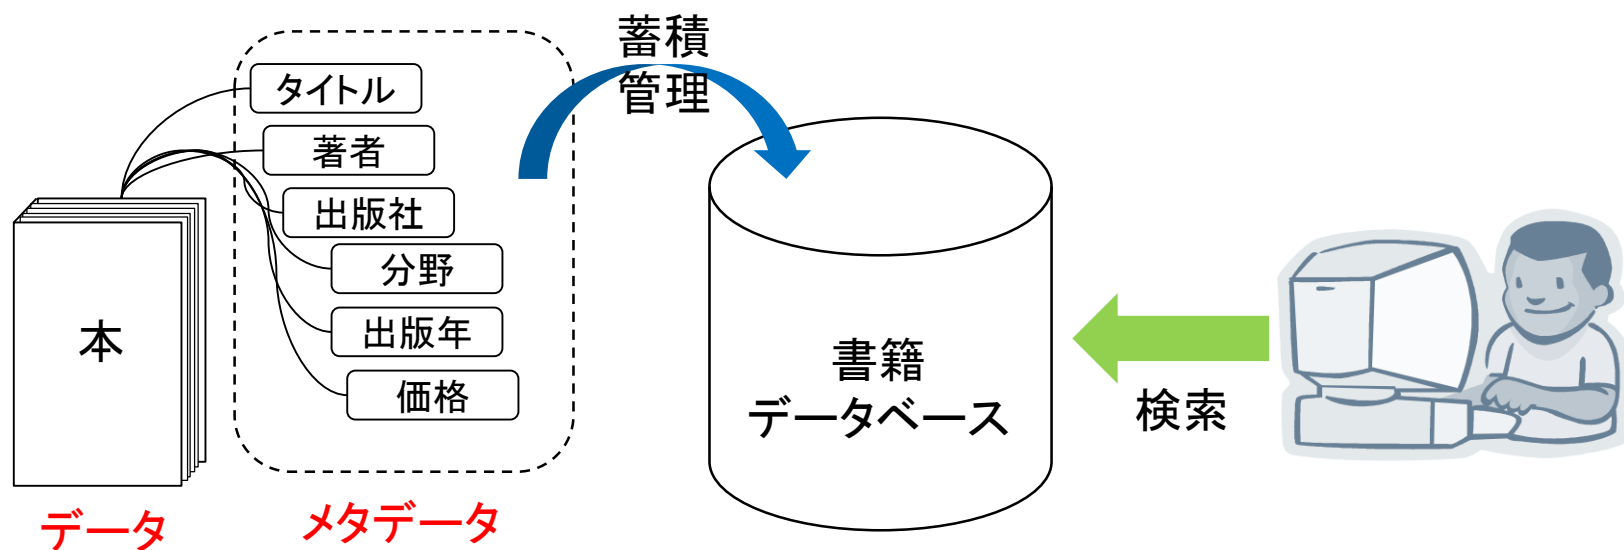 蓄積
管理
タイトル
著者
出版社
分野
出版年
価格
本
データ
メタデータ
書籍
データベース
検索